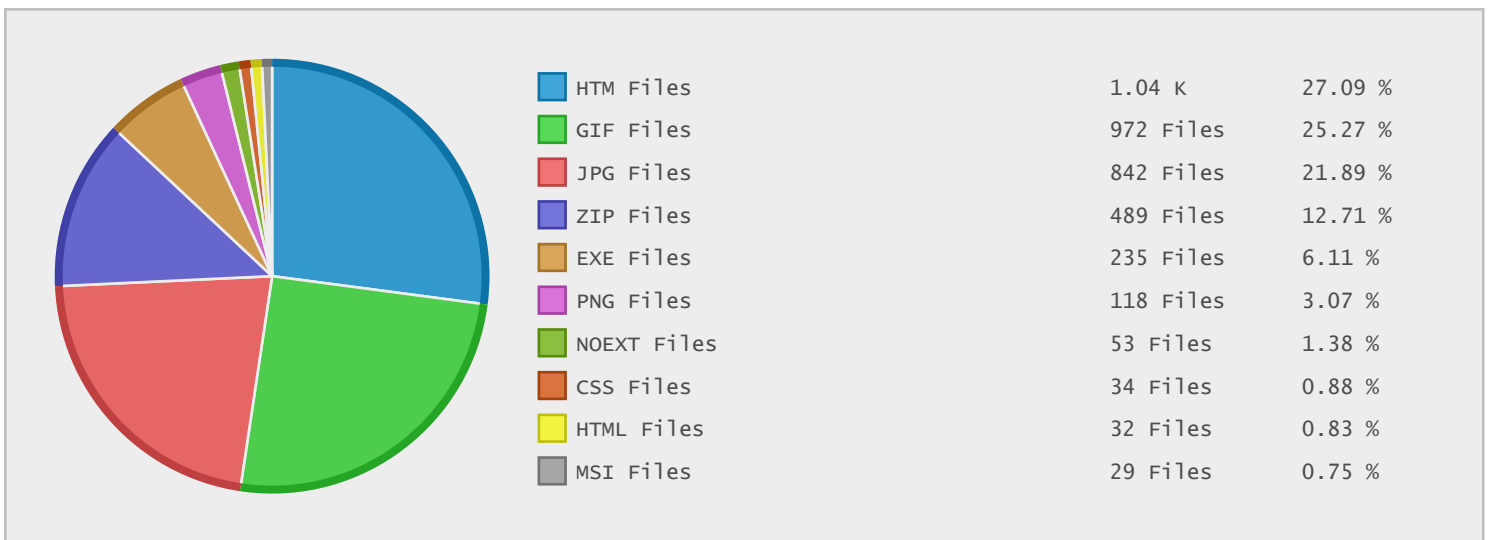 HTM Files 1.04 K 27.09 %
GIF Files 972 Files 25.27 %
JPG Files 842 Files 21.89 %
ZIP Files 489 Files 12.71 %
EXE Files 235 Files 6.11 %
PNG Files 118 Files 3.07 %
NOEXT Files 53 Files 1.38 %
CSS Files 34 Files 0.88 %
HTML Files 32 Files 0.83 %
MSI Files 29 Files 0.75 %